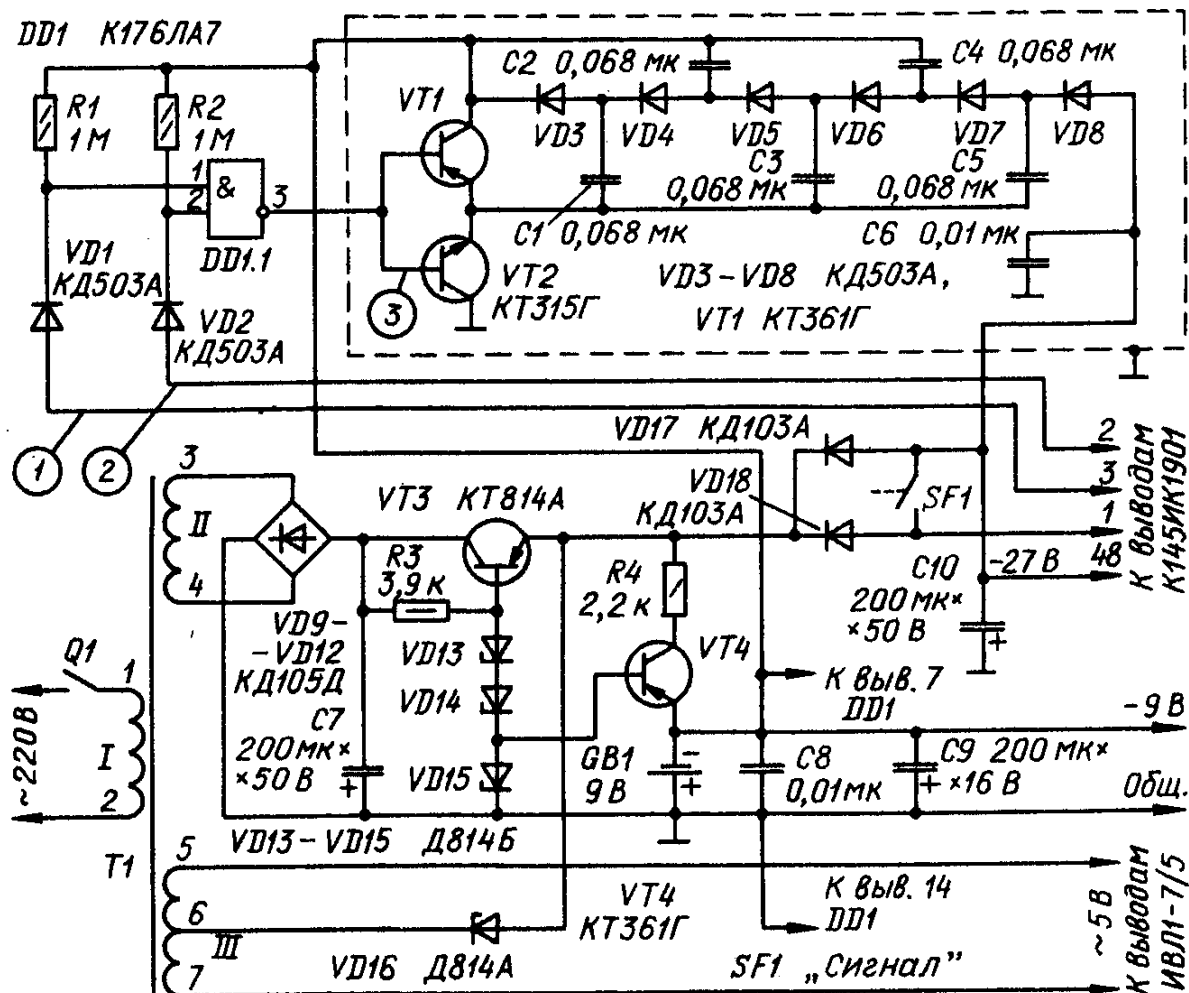 DD1 К176ЛА7
R1
1М
R2
1М
1
2
&
3
DD1.1
VD1
КД503А
VD2
КД503А
VT1
C2 0,068 мк
C4 0,068 мк
VD3
VD4
VD5
VD6
VD7
VD8
C3
0,068 мк
C5
0,068 мк
C1 0,068 мк
C6 0,01 мк
VT2
КТ315Г
3
VD3-VD8 КД503А,
VT1 КТ361Г
1
2
VD17 КД103А
VD18
КД103А
SF1
2
3
1
48
-27 В
К выводам
К145ИК1901
C10
200 мк×
×50 В
+
3
II
4
VT3 КТ814А
R3
3,9 к
R4
2,2 к
VD9-
-VD12
КД105Д
VD13
VD14
VD15
VT4
К выв. 7
DD1
Q1
1
~220 В
I
2
C7
200 мк×
×50 В
+
GB1
9 В
-
+
C8
0,01 мк
C9 200 мк×
×16 В
+
-9 В
Общ.
VD13-VD15 Д814Б
T1
5
6
III
7
VT4
КТ361Г
К выв. 14
DD1
VD16 Д814А
SF1 „Сигнал”
~5 В
К выводам
ИВЛ1-7/5